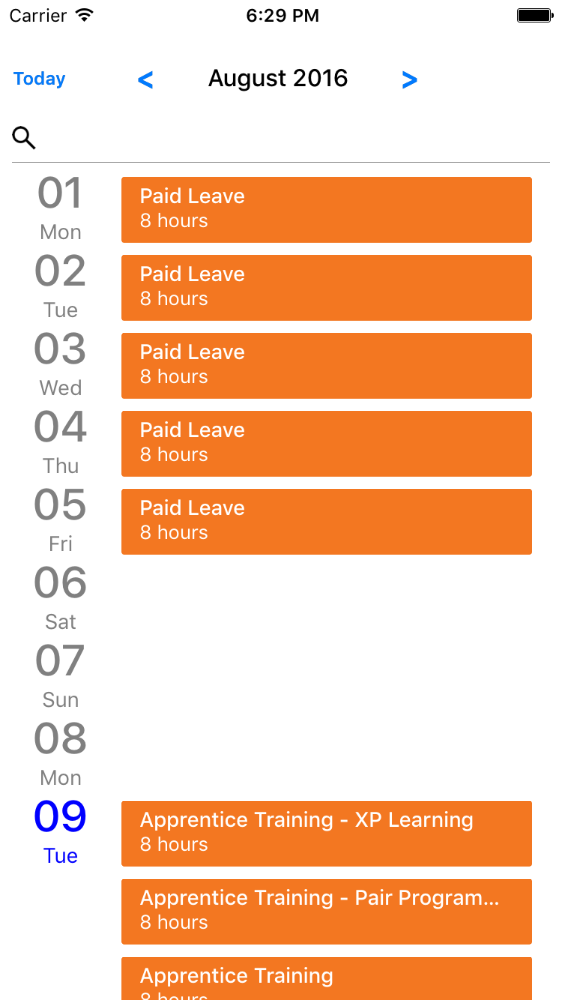 Carrier 6:29 PM
Today < August 2016 >
01 Paid Leave
Mon 8 hours
02 Paid Leave
Tue 8 hours
03 Paid Leave
Wed 8 hours
04 Paid Leave
Thu 8 hours
05 Paid Leave
Fri 8 hours
06
Sat
07
Sun
08
Mon
09 Apprentice Training - XP Learning
Tue 8 hours
Apprentice Training - Pair Program...
8 hours
Apprentice Training
8 hours